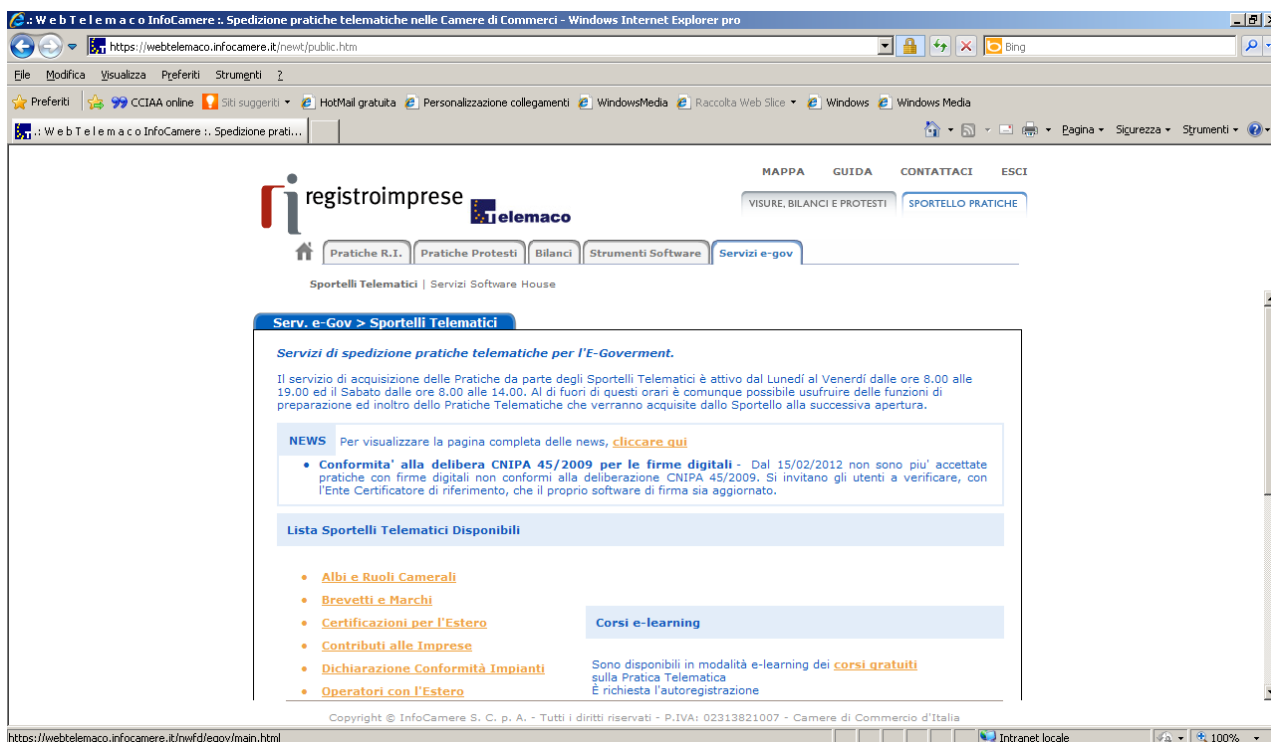 .: W e b T e l e m a c o InfoCamere :. Spedizione pratiche telematiche nelle Camere di Commerci - Windows Internet Explorer pro
https://webtelemaco.infocamere.it/newt/public.htm
Bing
File Modifica Visualizza Preferiti Strumenti ?
Preferiti CCIAA online Siti suggeriti HotMail gratuita Personalizzazione collegamenti WindowsMedia Raccolta Web Slice Windows Windows Media
.: W e b T e l e m a c o InfoCamere :. Spedizione prati...
Pagina Sicurezza Strumenti
MAPPA GUIDA CONTATTACI ESCI
registroimprese Telemaco
VISURE, BILANCI E PROTESTI SPORTELLO PRATICHE
Pratiche R.I. Pratiche Protesti Bilanci Strumenti Software Servizi e-gov
Sportelli Telematici | Servizi Software House
Serv. e-Gov > Sportelli Telematici
Servizi di spedizione pratiche telematiche per l'E-Goverment.
Il servizio di acquisizione delle Pratiche da parte degli Sportelli Telematici è attivo dal Lunedí al Venerdí dalle ore 8.00 alle
19.00 ed il Sabato dalle ore 8.00 alle 14.00. Al di fuori di questi orari è comunque possibile usufruire delle funzioni di
preparazione ed inoltro dello Pratiche Telematiche che verranno acquisite dallo Sportello alla successiva apertura.
NEWS Per visualizzare la pagina completa delle news, cliccare qui
• Conformita' alla delibera CNIPA 45/2009 per le firme digitali - Dal 15/02/2012 non sono piu' accettate
pratiche con firme digitali non conformi alla deliberazione CNIPA 45/2009. Si invitano gli utenti a verificare, con
l'Ente Certificatore di riferimento, che il proprio software di firma sia aggiornato.
Lista Sportelli Telematici Disponibili
• Albi e Ruoli Camerali
• Brevetti e Marchi
• Certificazioni per l'Estero
• Contributi alle Imprese
• Dichiarazione Conformità Impianti
• Operatori con l'Estero
Corsi e-learning
Sono disponibili in modalità e-learning dei corsi gratuiti
sulla Pratica Telematica
È richiesta l'autoregistrazione
Copyright © InfoCamere S. C. p. A. - Tutti i diritti riservati - P.IVA: 02313821007 - Camere di Commercio d'Italia
https://webtelemaco.infocamere.it/nwfd/egov/main.html
Intranet locale
100%